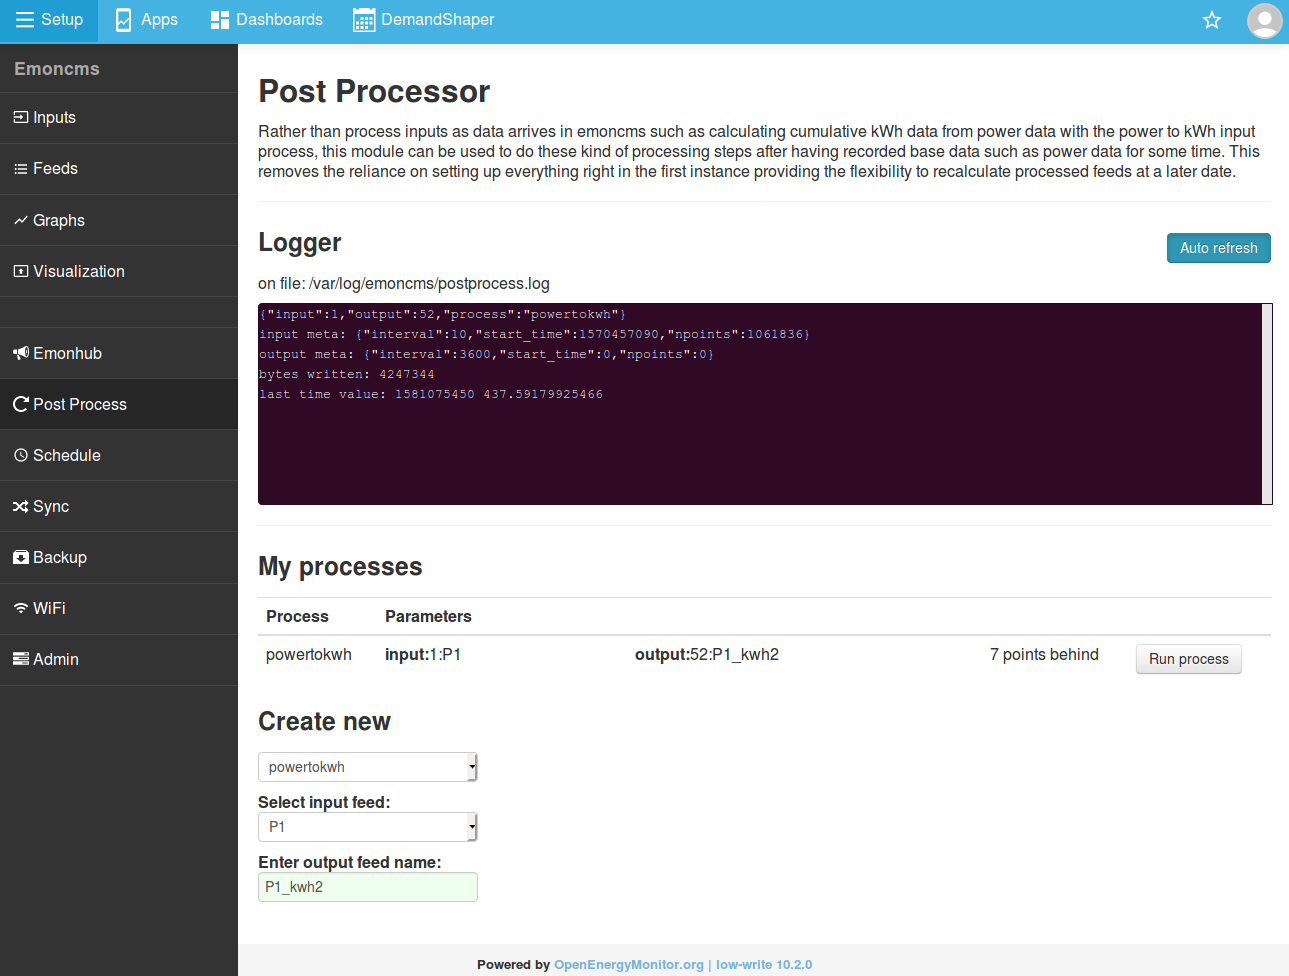 Setup Apps Dashboards DemandShaper
Emoncms
Inputs
Feeds
Graphs
Visualization
Emonhub
Post Process
Schedule
Sync
Backup
WiFi
Admin
Post Processor
Rather than process inputs as data arrives in emoncms such as calculating cumulative kWh data from power data with the power to kWh input
process, this module can be used to do these kind of processing steps after having recorded base data such as power data for some time. This
removes the reliance on setting up everything right in the first instance providing the flexibility to recalculate processed feeds at a later date.
Logger
Auto refresh
on file: /var/log/emoncms/postprocess.log
{"input":1,"output":52,"process":"powertokwh"}
input meta: {"interval":10,"start_time":1570457090,"npoints":1061836}
output meta: {"interval":3600,"start_time":0,"npoints":0}
bytes written: 4247344
last time value: 1581075450 437.59179925466
My processes
Process Parameters
powertokwh input:1:P1 output:52:P1_kwh2 7 points behind Run process
Create new
powertokwh
Select input feed:
P1
Enter output feed name:
P1_kwh2
Powered by OpenEnergyMonitor.org | low-write 10.2.0